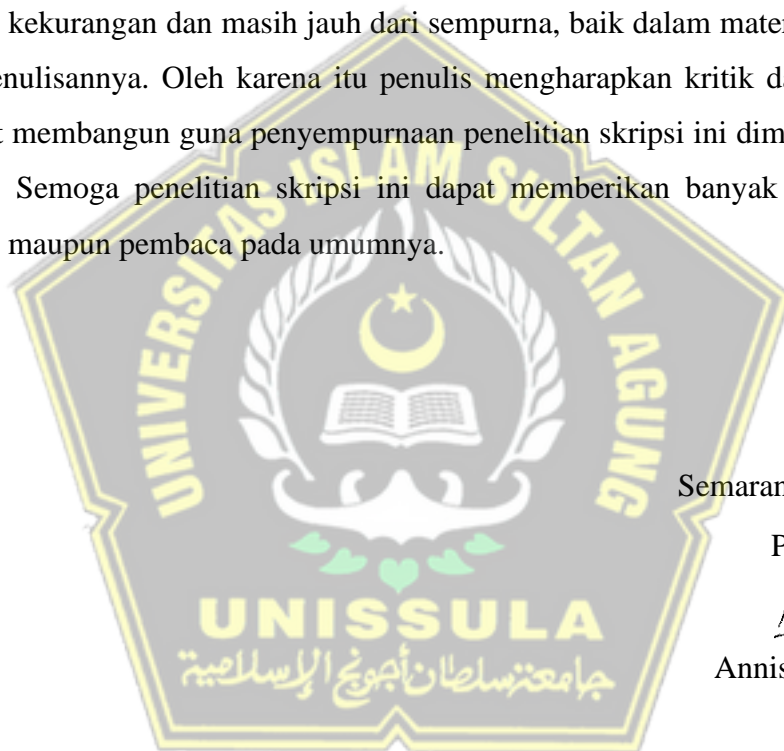 kekurangan dan masih jauh dari sempurna, baik dalam mater
enulisannya. Oleh karena itu penulis mengharapkan kritik da
t membangun guna penyempurnaan penelitian skripsi ini dim
Semoga penelitian skripsi ini dapat memberikan banyak
maupun pembaca pada umumnya.
UNIVERSITAS ISLAM SULTAN AGUNG
Semaran
P
Annis
UNISSULA
جامعة سلطان أجونج الإسلامية